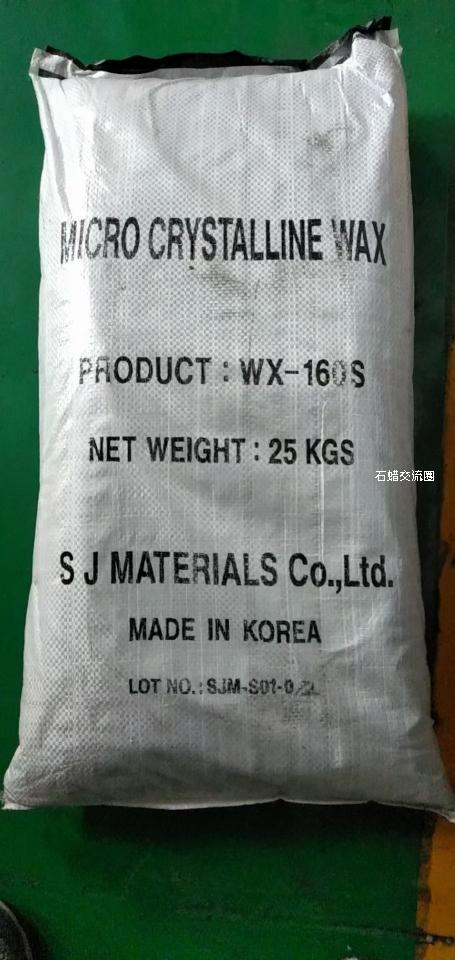 MICRO CRYSTALLINE WAX
PRODUCT : WX-160S
NET WEIGHT : 25 KGS
石蜡交流圈
S J MATERIALS Co.,Ltd.
MADE IN KOREA
LOT NO.: